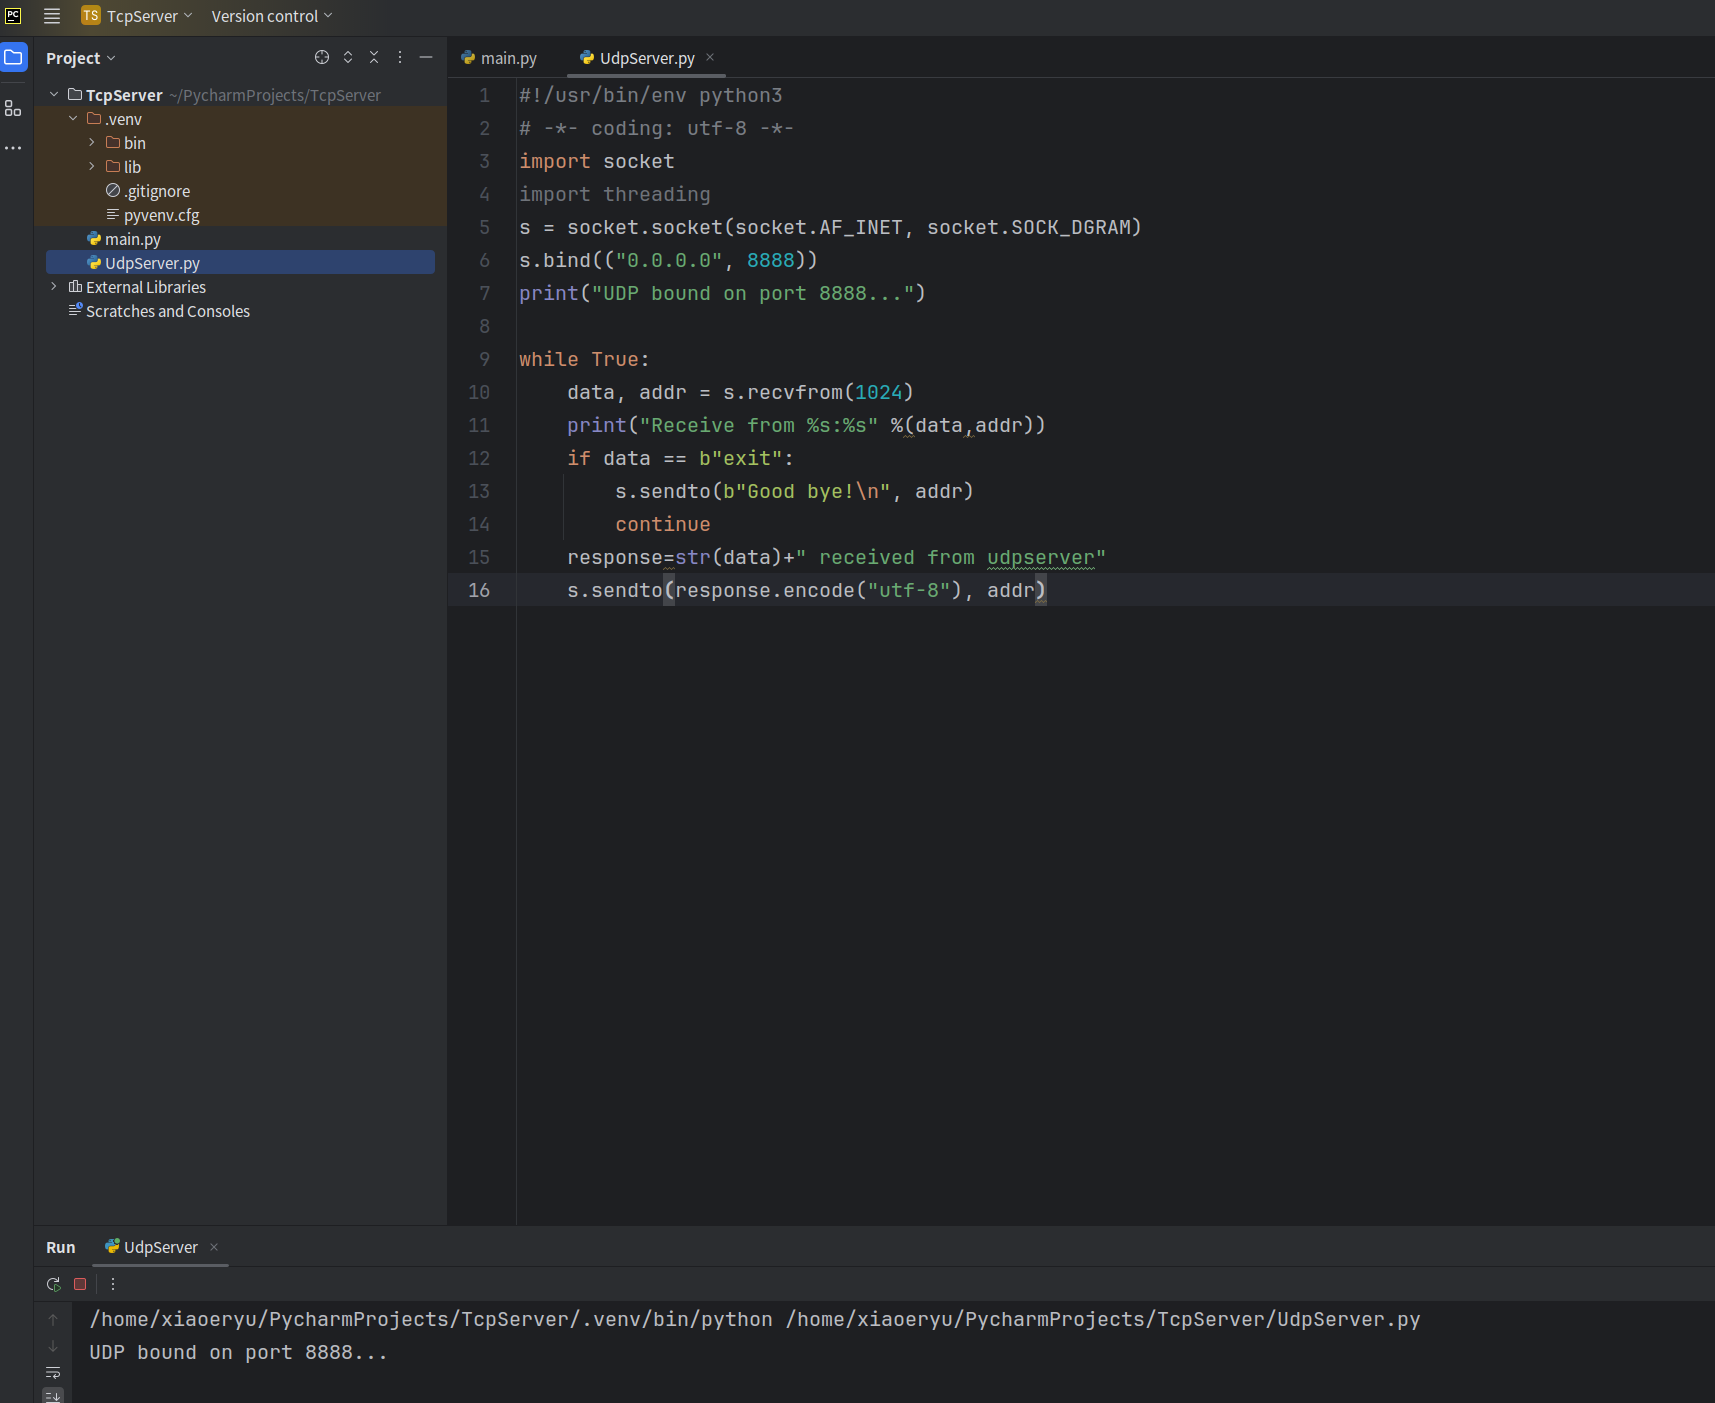 PC
TS TcpServer Version control
Project
main.py UdpServer.py
TcpServer ~/PycharmProjects/TcpServer
.venv
bin
lib
.gitignore
pyvenv.cfg
main.py
UdpServer.py
External Libraries
Scratches and Consoles
1 #!/usr/bin/env python3
2 # -*- coding: utf-8 -*-
3 import socket
4 import threading
5 s = socket.socket(socket.AF_INET, socket.SOCK_DGRAM)
6 s.bind(("0.0.0.0", 8888))
7 print("UDP bound on port 8888...")
8
9 while True:
10     data, addr = s.recvfrom(1024)
11     print("Receive from %s:%s" %(data,addr))
12     if data == b"exit":
13         s.sendto(b"Good bye!\n", addr)
14         continue
15     response=str(data)+" received from udpserver"
16     s.sendto(response.encode("utf-8"), addr)
Run UdpServer
/home/xiaoeryu/PycharmProjects/TcpServer/.venv/bin/python /home/xiaoeryu/PycharmProjects/TcpServer/UdpServer.py
UDP bound on port 8888...